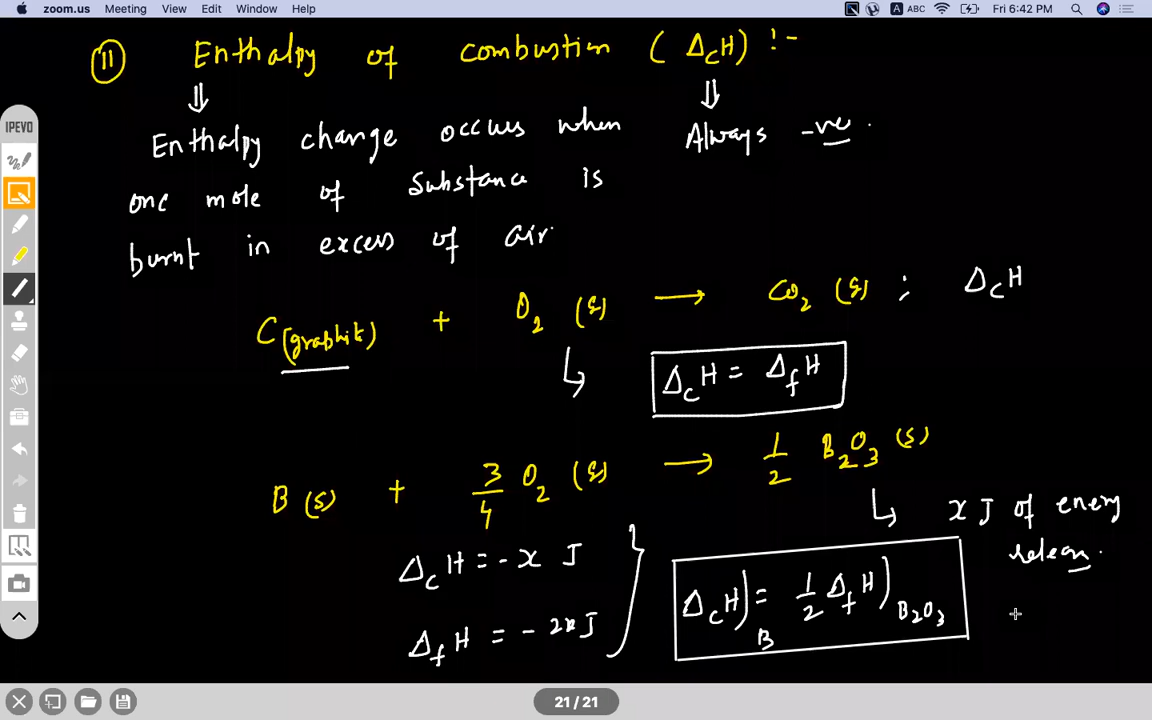 zoom.us Meeting View Edit Window Help ABC Fri 6:42 PM
(11) Enthalpy of combustion (ΔcH) :-
⇓ ⇓
IPEVO
Enthalpy change occurs when Always -ve.
one mole of substance is
burnt in excess of air
C(graphite) + O₂ (g) → CO₂ (g) ; ΔcH
ΔcH = ΔfH
B(s) + 3/4 O₂ (g) → 1/2 B₂O₃ (s)
x J of energy
release.
ΔcH = -x J
ΔfH = -2x J
ΔcH)B = 1/2 ΔfH)B₂O₃
21/21